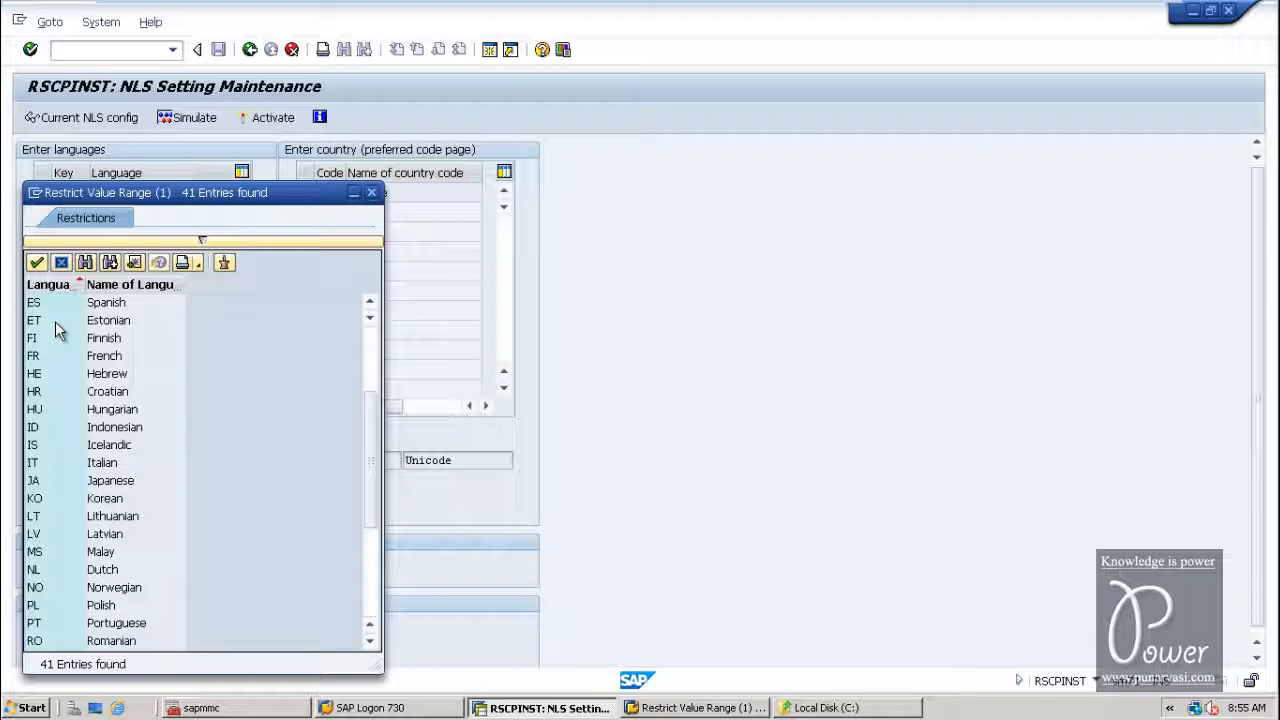 Goto System Help
RSCPINST: NLS Setting Maintenance
Current NLS config Simulate Activate
Enter languages Enter country (preferred code page)
Key Language Code Name of country code
Restrict Value Range (1) 41 Entries found
Restrictions
Langua... Name of Langu...
ES Spanish
ET Estonian
FI Finnish
FR French
HE Hebrew
HR Croatian
HU Hungarian
ID Indonesian
IS Icelandic
IT Italian
JA Japanese
KO Korean
LT Lithuanian
LV Latvian
MS Malay
NL Dutch
NO Norwegian
PL Polish
PT Portuguese
RO Romanian
41 Entries found
Unicode
Knowledge is power
Power
SAP
RSCPINST
Start sapmmc SAP Logon 730 RSCPINST: NLS Settin... Restrict Value Range (1) ... Local Disk (C:) « 8:55 AM